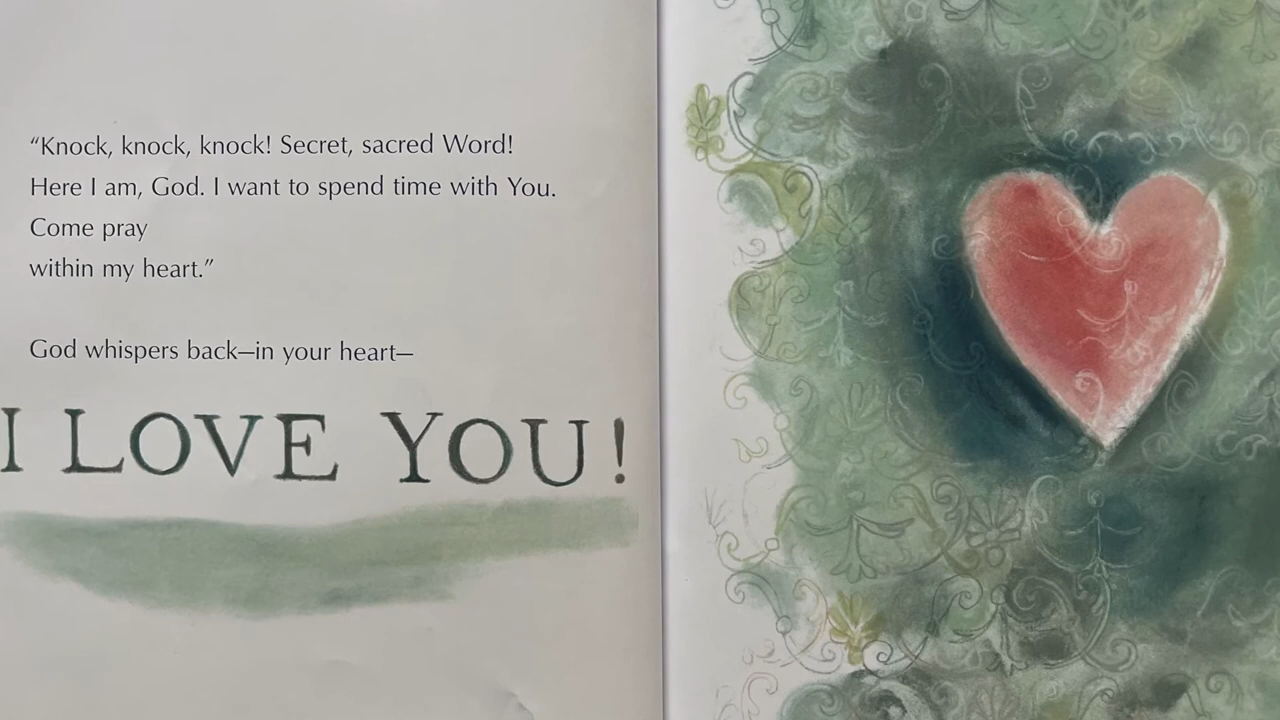 “Knock, knock, knock! Secret, sacred Word!
Here I am, God. I want to spend time with You.
Come pray
within my heart.”
God whispers back—in your heart—
I LOVE YOU!